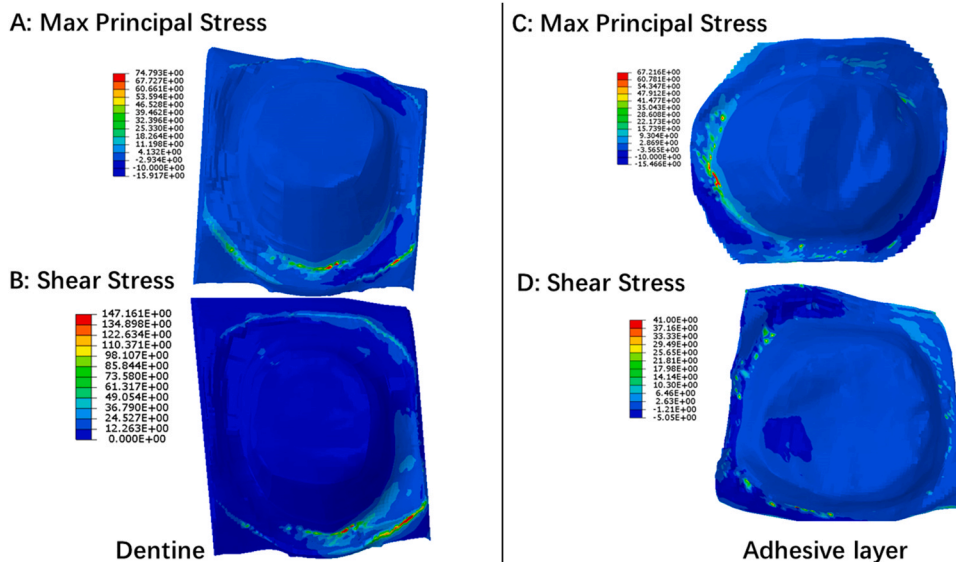 A: Max Principal Stress
74.793E+00
67.727E+00
60.661E+00
53.594E+00
46.528E+00
39.462E+00
32.396E+00
25.330E+00
18.264E+00
11.198E+00
4.132E+00
-2.934E+00
-10.000E+00
-15.917E+00
B: Shear Stress
147.161E+00
134.898E+00
122.634E+00
110.371E+00
98.107E+00
85.844E+00
73.580E+00
61.317E+00
49.054E+00
36.790E+00
24.527E+00
12.263E+00
0.000E+00
Dentine
C: Max Principal Stress
67.216E+00
60.781E+00
54.347E+00
47.912E+00
41.477E+00
35.043E+00
28.608E+00
22.173E+00
15.739E+00
9.304E+00
2.869E+00
-3.565E+00
-10.000E+00
-15.466E+00
D: Shear Stress
41.00E+00
37.16E+00
33.33E+00
29.49E+00
25.65E+00
21.81E+00
17.98E+00
14.14E+00
10.30E+00
6.46E+00
2.63E+00
-1.21E+00
-5.05E+00
Adhesive layer